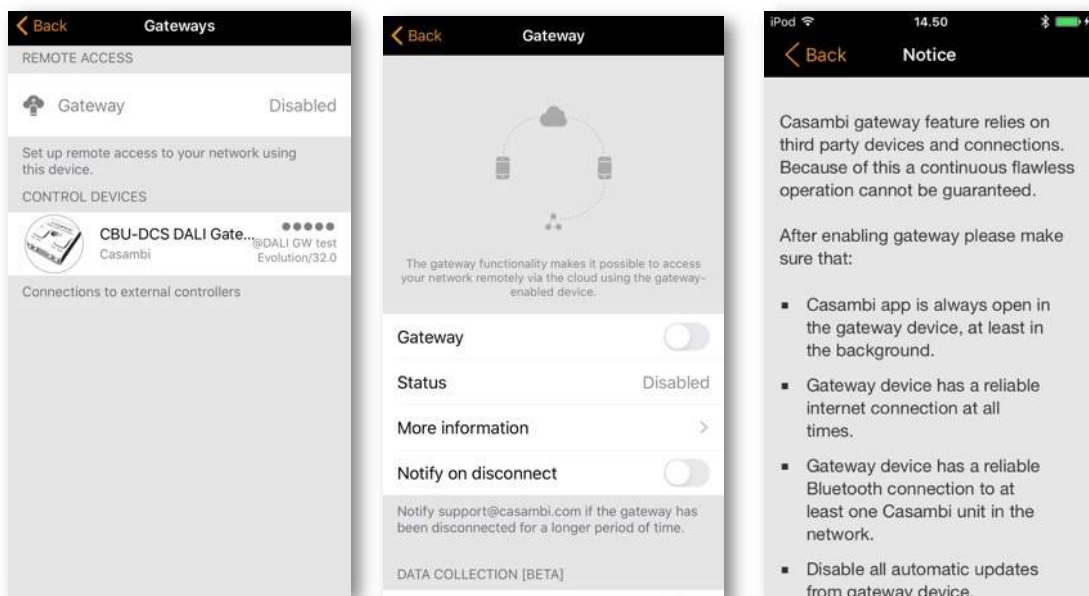 Back Gateways
REMOTE ACCESS
Gateway Disabled
Set up remote access to your network using
this device.
CONTROL DEVICES
CBU-DCS DALI Gate...
@DALI GW test
Casambi
Evolution/32.0
Connections to external controllers
Back Gateway
The gateway functionality makes it possible to access
your network remotely via the cloud using the gateway-
enabled device.
Gateway
Status Disabled
More information
Notify on disconnect
Notify support@casambi.com if the gateway has
been disconnected for a longer period of time.
DATA COLLECTION [BETA]
iPod 14.50
Back Notice
Casambi gateway feature relies on
third party devices and connections.
Because of this a continuous flawless
operation cannot be guaranteed.
After enabling gateway please make
sure that:
▪ Casambi app is always open in
the gateway device, at least in
the background.
▪ Gateway device has a reliable
internet connection at all
times.
▪ Gateway device has a reliable
Bluetooth connection to at
least one Casambi unit in the
network.
▪ Disable all automatic updates
from gateway device.